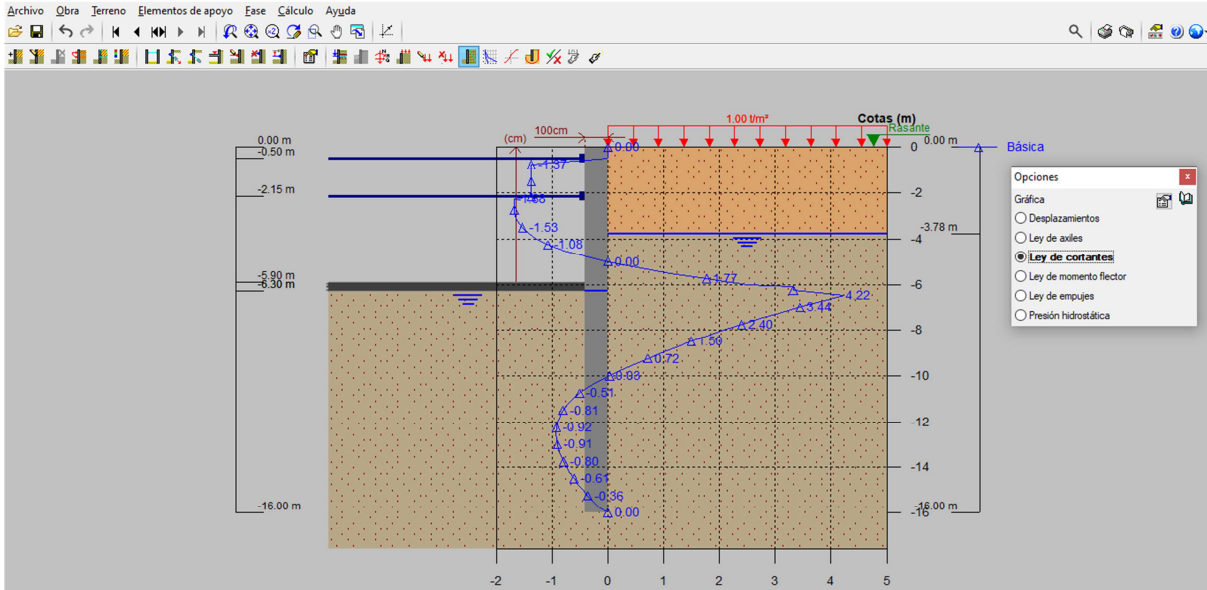 Archivo Obra Terreno Elementos de apoyo Fase Cálculo Ayuda
1.00 t/m²
Cotas (m)
Rasante
(cm)
100cm
0.00 m
-0.50 m
-2.15 m
-5.90 m
-6.30 m
-16.00 m
0.00
-1.37
-1.68
-1.53
-1.08
0.00
1.77
4.22
3.44
2.40
1.50
0.72
0.03
-0.51
-0.81
-0.92
-0.91
-0.80
-0.61
-0.36
0.00
0
-2
-4
-6
-8
-10
-12
-14
-16
0.00 m
-3.78 m
-16.00 m
Básica
-2 -1 0 1 2 3 4 5
Opciones
Gráfica
Desplazamientos
Ley de axiles
Ley de cortantes
Ley de momento flector
Ley de empujes
Presión hidrostática